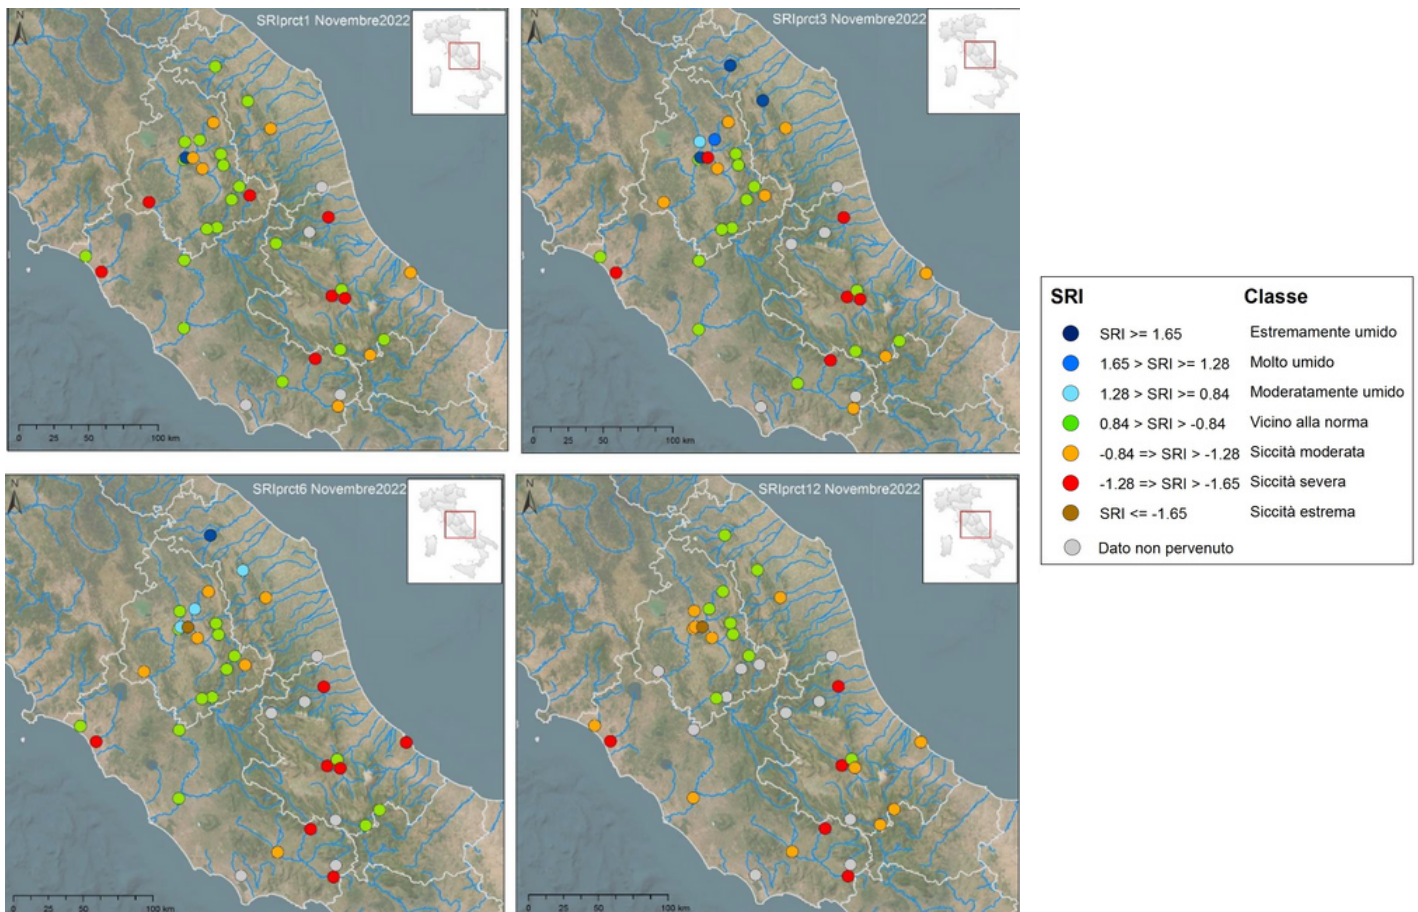 SRIprct1 Novembre2022
N
0 25 50 100 km
SRIprct3 Novembre2022
N
0 25 50 100 km
SRIprct6 Novembre2022
N
0 25 50 100 km
SRIprct12 Novembre2022
N
0 25 50 100 km
SRI Classe
SRI >= 1.65 Estremamente umido
1.65 > SRI >= 1.28 Molto umido
1.28 > SRI >= 0.84 Moderatamente umido
0.84 > SRI > -0.84 Vicino alla norma
-0.84 => SRI > -1.28 Siccità moderata
-1.28 => SRI > -1.65 Siccità severa
SRI <= -1.65 Siccità estrema
Dato non pervenuto